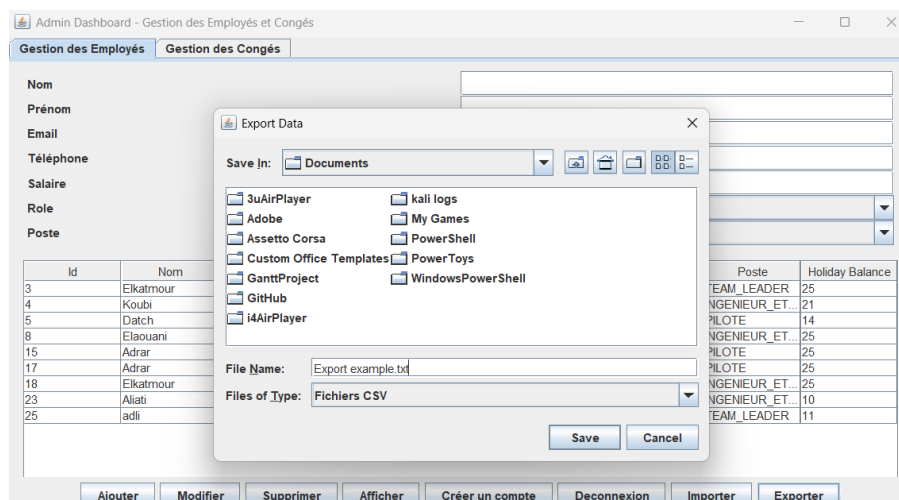 Admin Dashboard - Gestion des Employés et Congés
Gestion des Employés Gestion des Congés
Nom
Prénom
Email
Téléphone
Salaire
Role
Poste
Export Data
Save In: Documents
3uAirPlayer kali logs
Adobe My Games
Assetto Corsa PowerShell
Custom Office Templates PowerToys
GanttProject WindowsPowerShell
GitHub
i4AirPlayer
File Name: Export example.txt
Files of Type: Fichiers CSV
Save Cancel
Id Nom Poste Holiday Balance
3 Elkatmour TEAM_LEADER 25
4 Koubi NGENIEUR_ET... 21
5 Datch PILOTE 14
8 Elaouani NGENIEUR_ET... 25
15 Adrar PILOTE 25
17 Adrar PILOTE 25
18 Elkatmour NGENIEUR_ET... 25
23 Aliati NGENIEUR_ET... 10
25 adli TEAM_LEADER 11
Ajouter Modifier Supprimer Afficher Créer un compte Deconnexion Importer Exporter